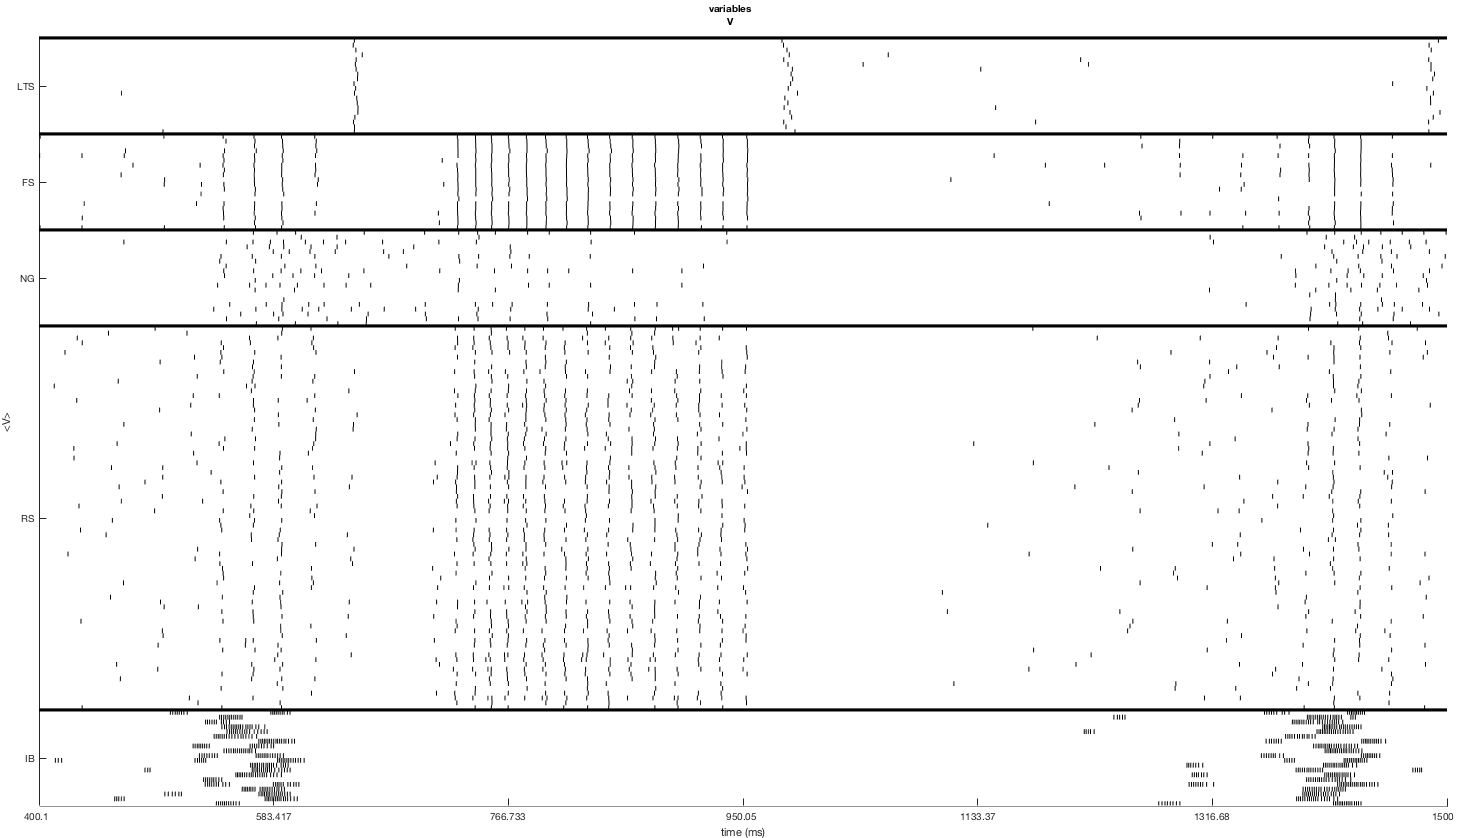 variables
V
LTS
FS
NG
RS
IB
<V>
400.1
583.417
766.733
950.05
1133.37
1316.68
1500
time (ms)